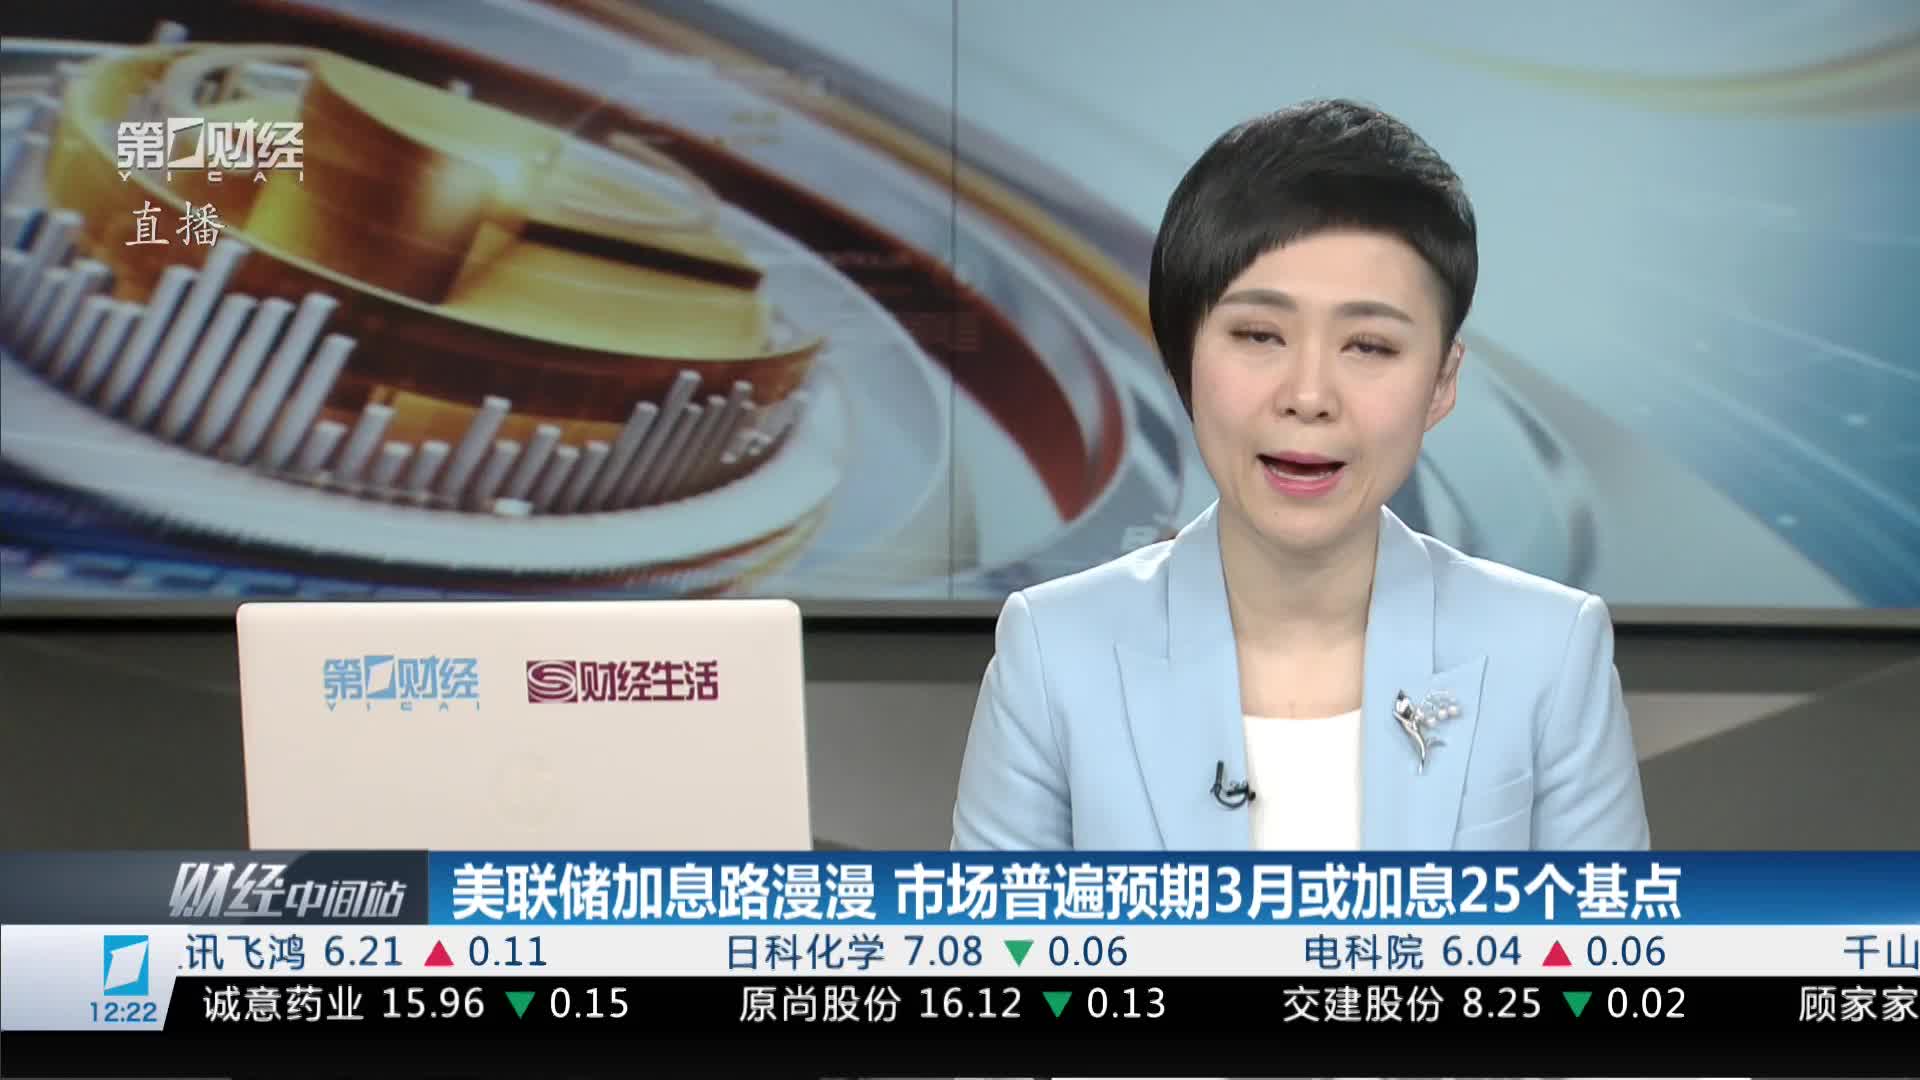 第一财经
YICAI
直播
第一财经
YICAI
财经生活
财经中间站
美联储加息路漫漫 市场普遍预期3月或加息25个基点
讯飞鸿 6.21 ▲ 0.11 日科化学 7.08 ▼ 0.06 电科院 6.04 ▲ 0.06 千山
12:22
诚意药业 15.96 ▼ 0.15 原尚股份 16.12 ▼ 0.13 交建股份 8.25 ▼ 0.02 顾家家